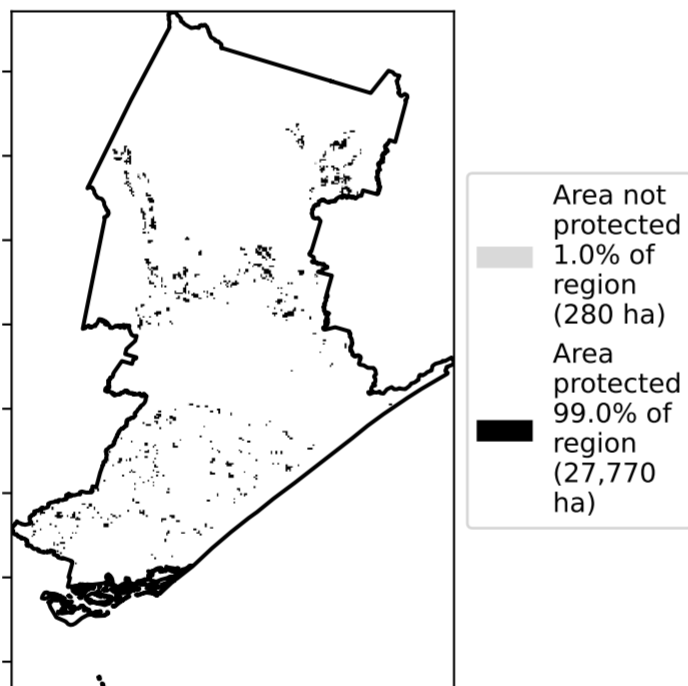 Area not
protected
1.0% of
region
(280 ha)
Area
protected
99.0% of
region
(27,770
ha)